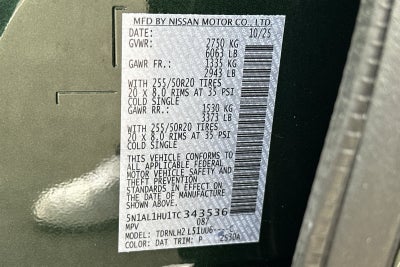 MFD BY NISSAN MOTOR CO., LTD.
DATE: 10/25
GVWR: 2750 KG
6063 LB
GAWR FR.: 1335 KG
2943 LB
WITH 255/50R20 TIRES
20 x 8.0 RIMS AT 35 PSI
COLD SINGLE
GAWR RR.: 1530 KG
3373 LB
WITH 255/50R20 TIRES
20 x 8.0 RIMS AT 35 PSI
COLD SINGLE
THIS VEHICLE CONFORMS TO
ALL APPLICABLE FEDERAL
MOTOR VEHICLE SAFETY AND
THEFT PREVENTION STANDARDS
IN EFFECT ON THE DATE
OF MANUFACTURE
SHOWN ABOVE.
5N1AL1HU1TC343536
MPV 087
MODEL: TDRNLHZL51UU6-
COLOR: DAL TRIM: P 2530A